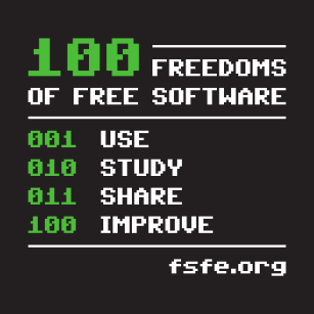 100 FREEDOMS
OF FREE SOFTWARE
001 USE
010 STUDY
011 SHARE
100 IMPROVE
fsfe.org